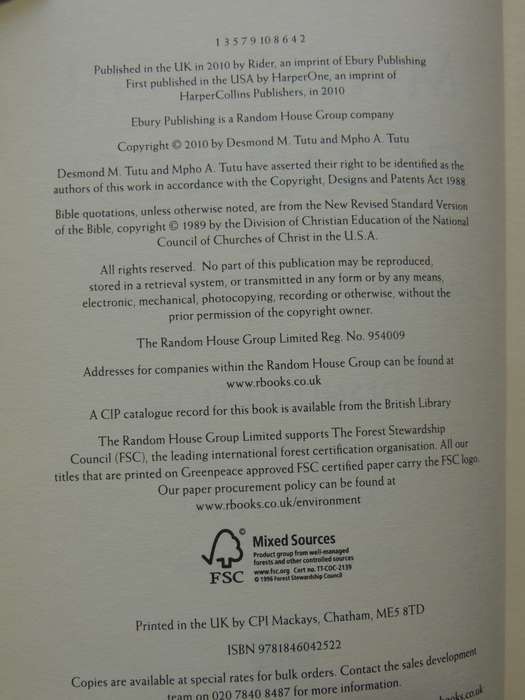 1 3 5 7 9 10 8 6 4 2
Published in the UK in 2010 by Rider, an imprint of Ebury Publishing
First published in the USA by HarperOne, an imprint of
HarperCollins Publishers, in 2010
Ebury Publishing is a Random House Group company
Copyright © 2010 by Desmond M. Tutu and Mpho A. Tutu
Desmond M. Tutu and Mpho A. Tutu have asserted their right to be identified as the
authors of this work in accordance with the Copyright, Designs and Patents Act 1988
Bible quotations, unless otherwise noted, are from the New Revised Standard Version
of the Bible, copyright © 1989 by the Division of Christian Education of the National
Council of Churches of Christ in the U.S.A.
All rights reserved. No part of this publication may be reproduced,
stored in a retrieval system, or transmitted in any form or by any means,
electronic, mechanical, photocopying, recording or otherwise, without the
prior permission of the copyright owner.
The Random House Group Limited Reg. No. 954009
Addresses for companies within the Random House Group can be found at
www.rbooks.co.uk
A CIP catalogue record for this book is available from the British Library
The Random House Group Limited supports The Forest Stewardship
Council (FSC), the leading international forest certification organisation. All our
titles that are printed on Greenpeace approved FSC certified paper carry the FSC logo.
Our paper procurement policy can be found at
www.rbooks.co.uk/environment
©
FSC
Mixed Sources
Product group from well-managed
forests and other controlled sources
www.fsc.org Cert no. TT-COC-2139
© 1996 Forest Stewardship Council
Printed in the UK by CPI Mackays, Chatham, ME5 8TD
ISBN 9781846042522
Copies are available at special rates for bulk orders. Contact the sales development
team on 020 7840 8487 for more information.
books.co.uk